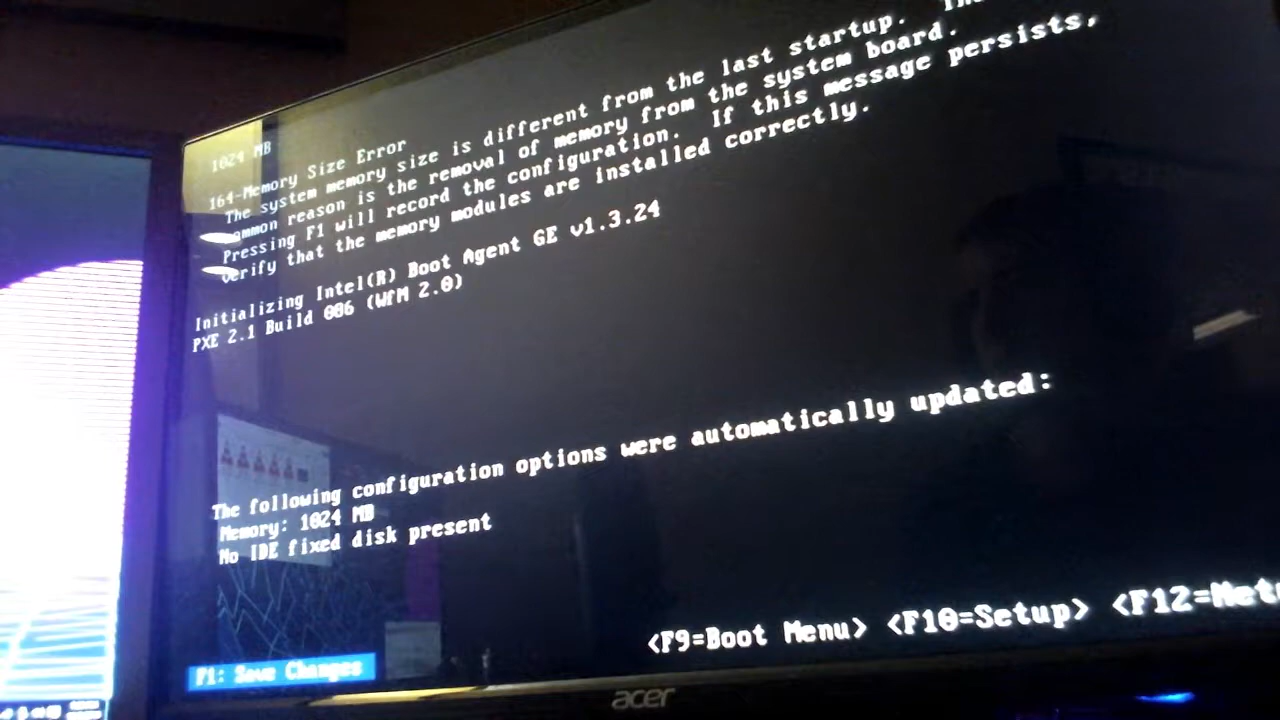 1024 MB
164-Memory Size Error
The system memory size is different from the last startup.
common reason is the removal of memory from the system board.
Pressing F1 will record the configuration. If this message persists,
verify that the memory modules are installed correctly.
Initializing Intel(R) Boot Agent GE v1.3.24
PXE 2.1 Build 086 (WfM 2.0)
The following configuration options were automatically updated:
Memory: 1024 MB
No IDE fixed disk present
<F9=Boot Menu> <F10=Setup> <F12=Net
F1: Save Changes
acer